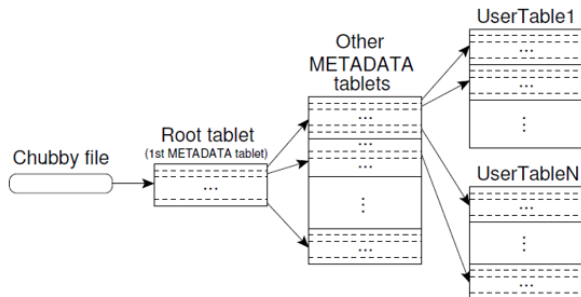 Chubby file
Root tablet
(1st METADATA tablet)
...
Other
METADATA
tablets
...
...
⋮
...
UserTable1
...
...
⋮
UserTableN
...
⋮
...